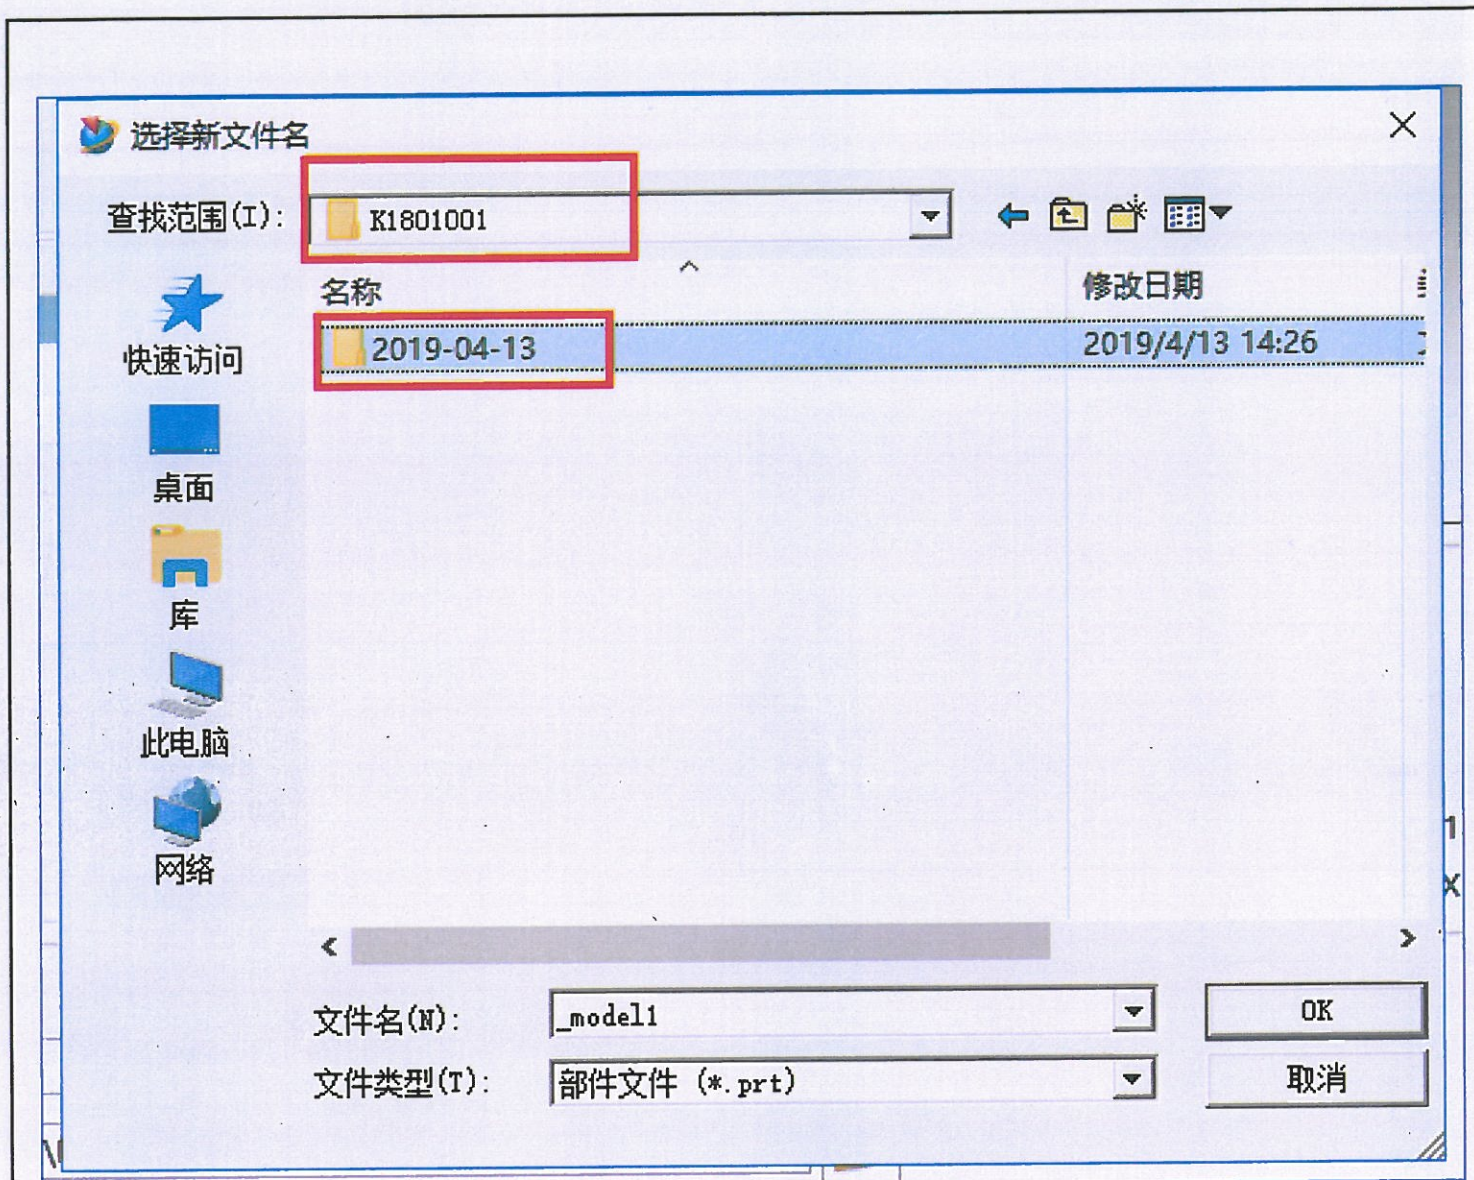 选择新文件名
查找范围(I):
K1801001
名称
修改日期
2019-04-13
2019/4/13 14:26
快速访问
桌面
库
此电脑
网络
1
X
文件名(N):
_model1
OK
文件类型(T):
部件文件 (*.prt)
取消